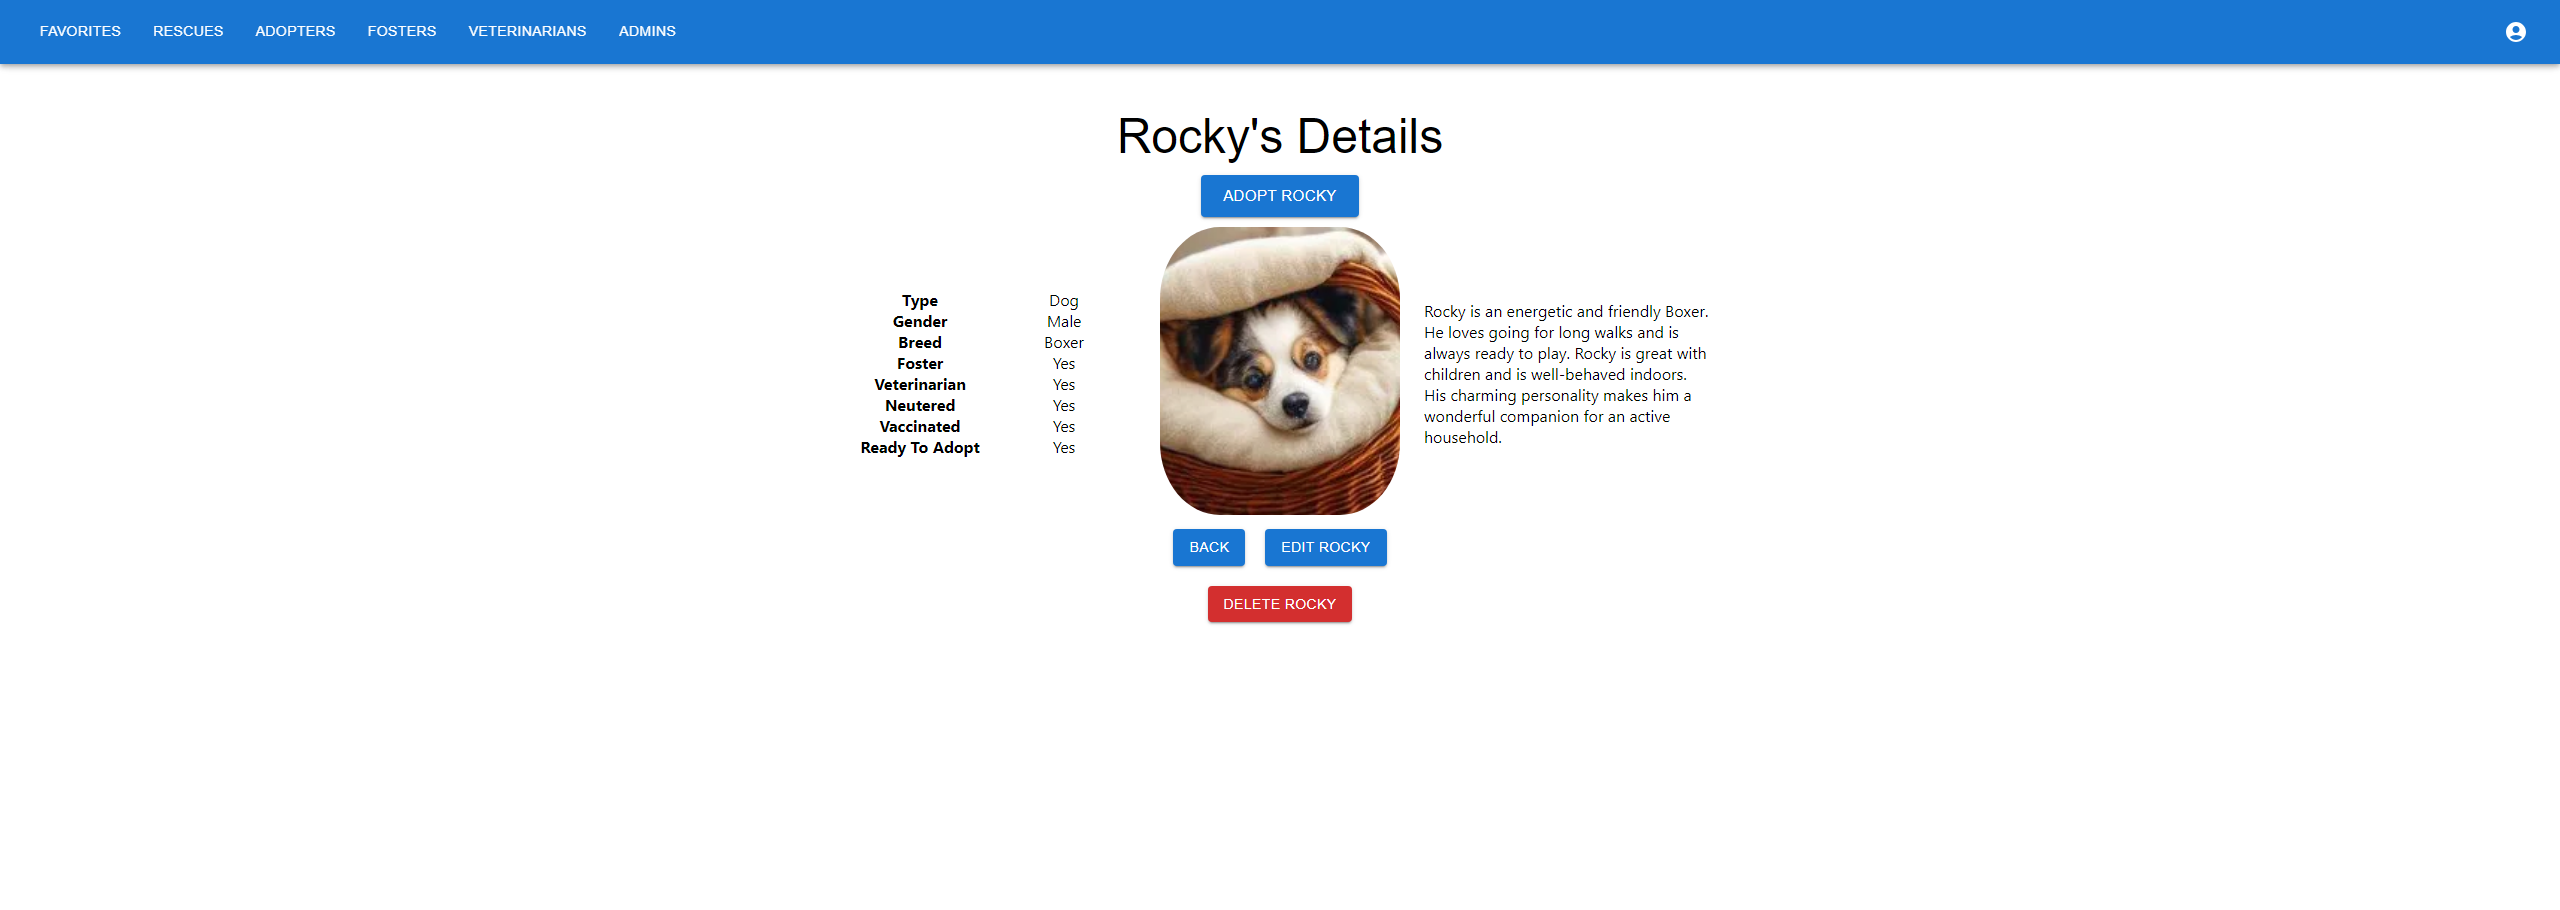 FAVORITES RESCUES ADOPTERS FOSTERS VETERINARIANS ADMINS
Rocky's Details
ADOPT ROCKY
Type Dog
Gender Male
Breed Boxer
Foster Yes
Veterinarian Yes
Neutered Yes
Vaccinated Yes
Ready To Adopt Yes
Rocky is an energetic and friendly Boxer.
He loves going for long walks and is
always ready to play. Rocky is great with
children and is well-behaved indoors.
His charming personality makes him a
wonderful companion for an active
household.
BACK EDIT ROCKY
DELETE ROCKY